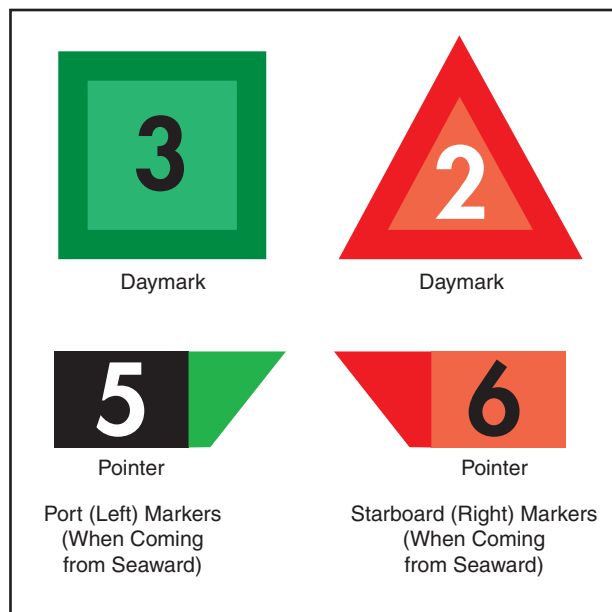 3
Daymark
2
Daymark
5
Pointer
6
Pointer
Port (Left) Markers
(When Coming
from Seaward)
Starboard (Right) Markers
(When Coming
from Seaward)